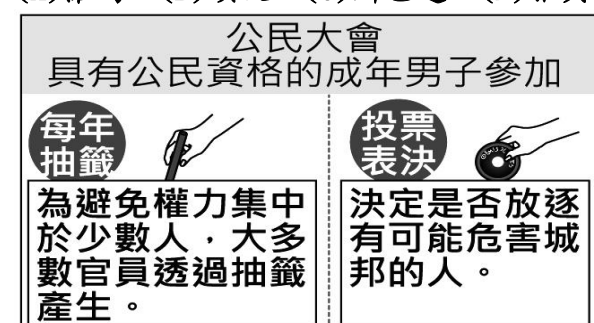 公民大會
具有公民資格的成年男子參加
每年
抽籤
投票
表決
為避免權力集中
於少數人，大多
數官員透過抽籤
產生。
決定是否放逐
有可能危害城
邦的人。